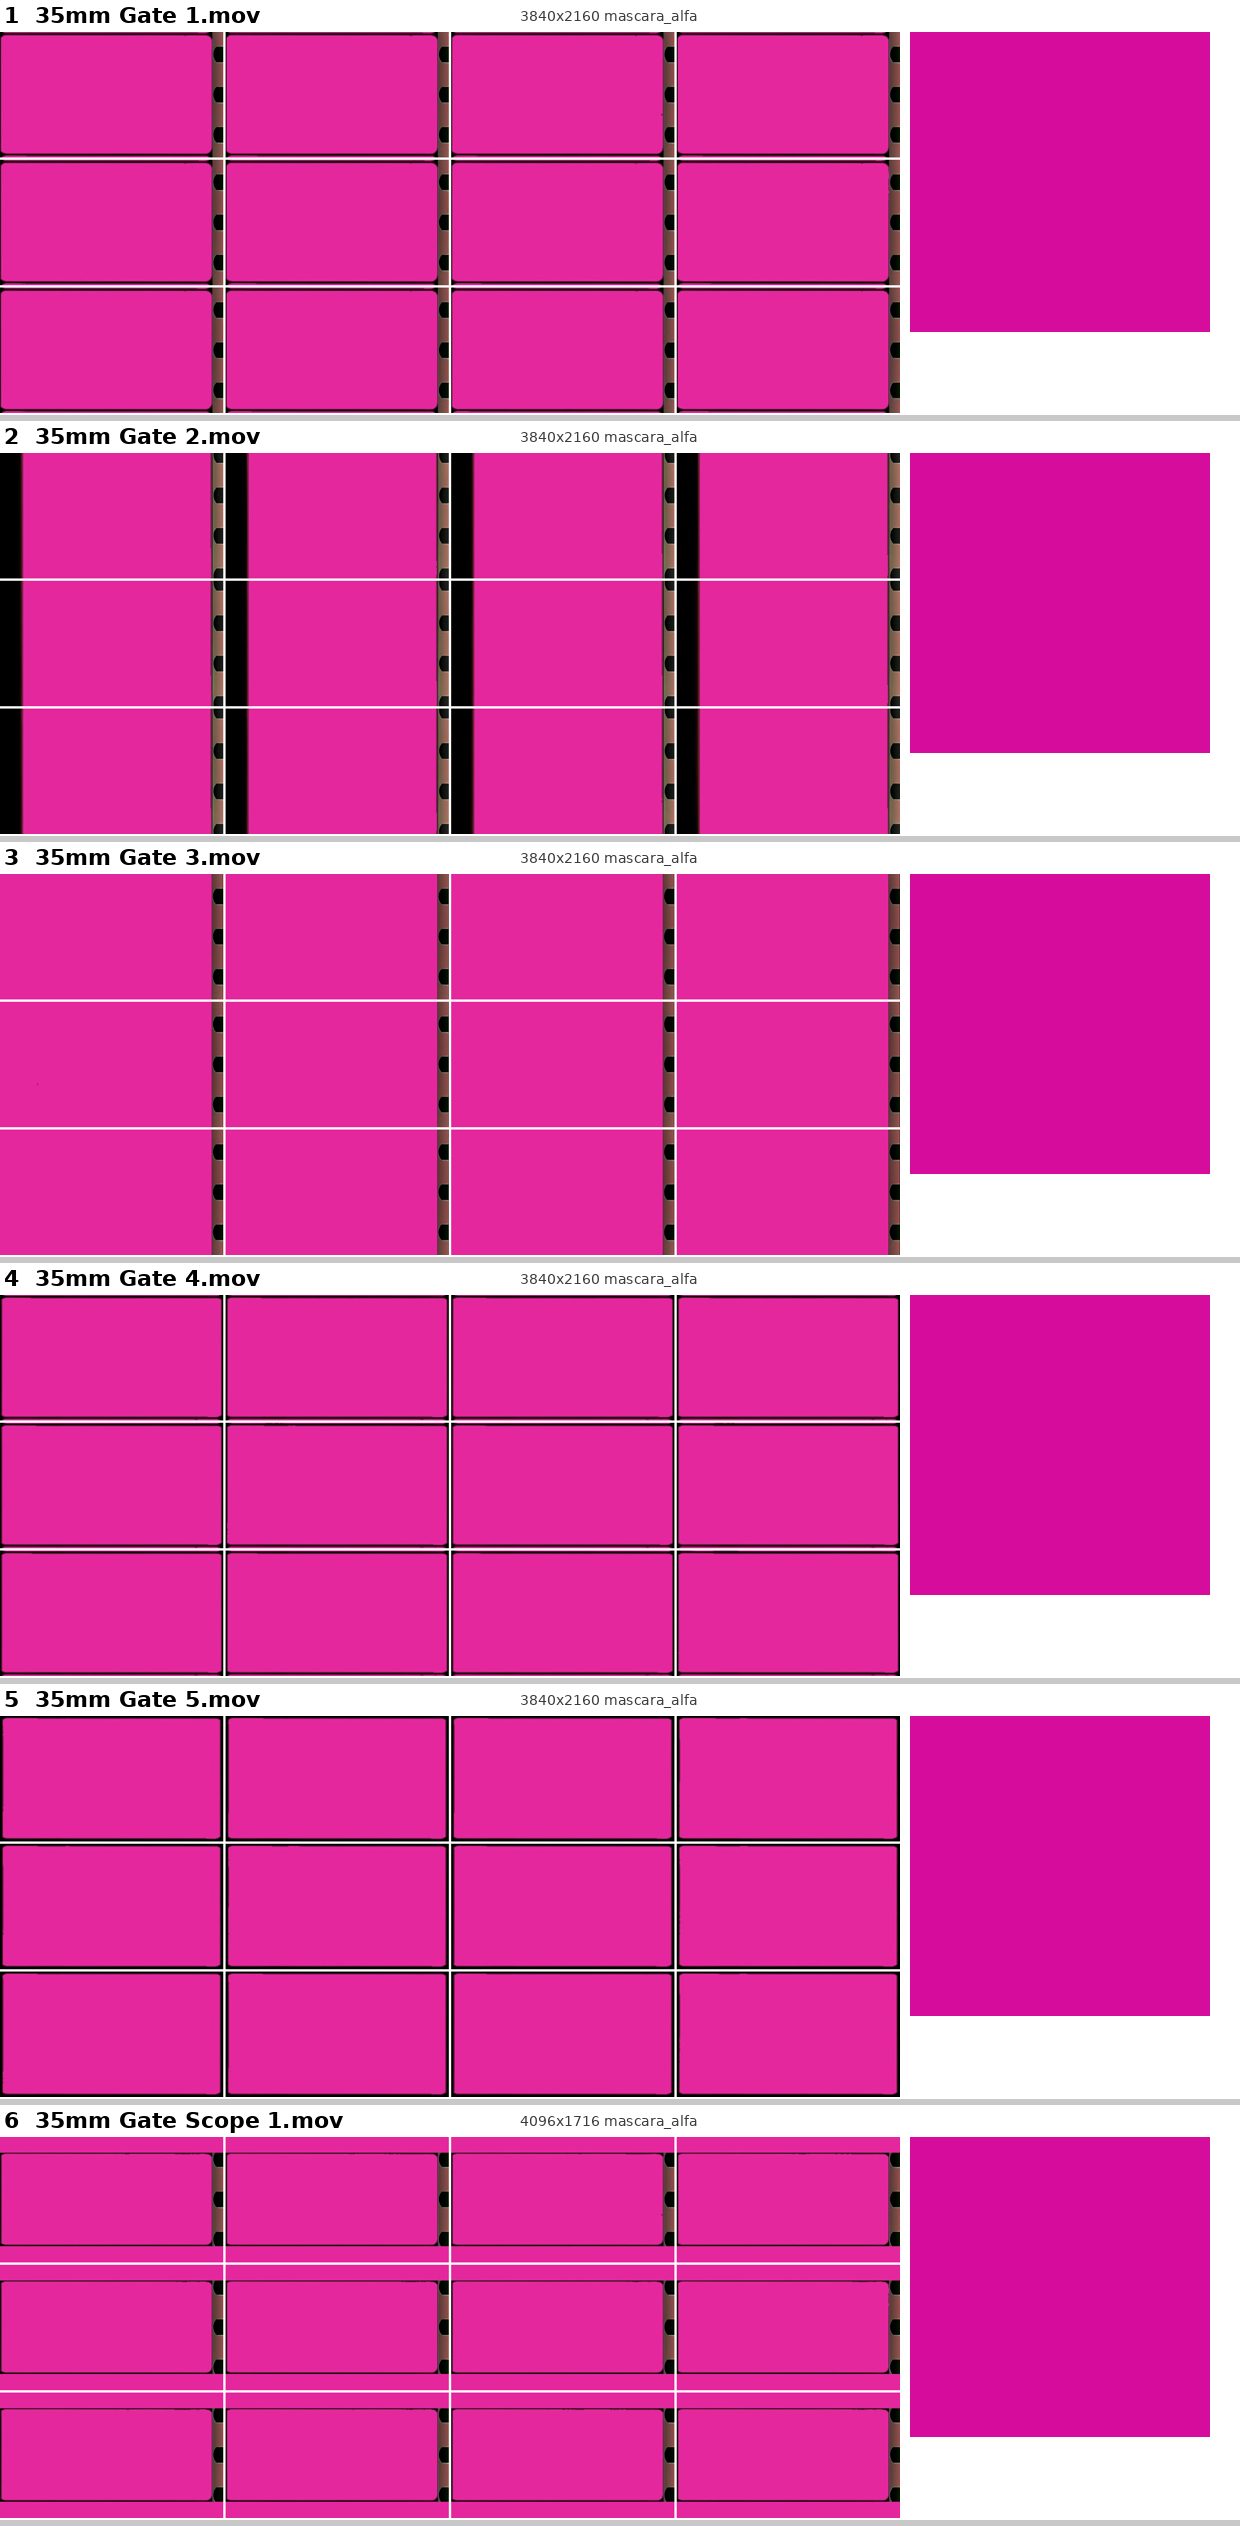 1 35mm Gate 1.mov 3840x2160 mascara_alfa
2 35mm Gate 2.mov 3840x2160 mascara_alfa
3 35mm Gate 3.mov 3840x2160 mascara_alfa
4 35mm Gate 4.mov 3840x2160 mascara_alfa
5 35mm Gate 5.mov 3840x2160 mascara_alfa
6 35mm Gate Scope 1.mov 4096x1716 mascara_alfa